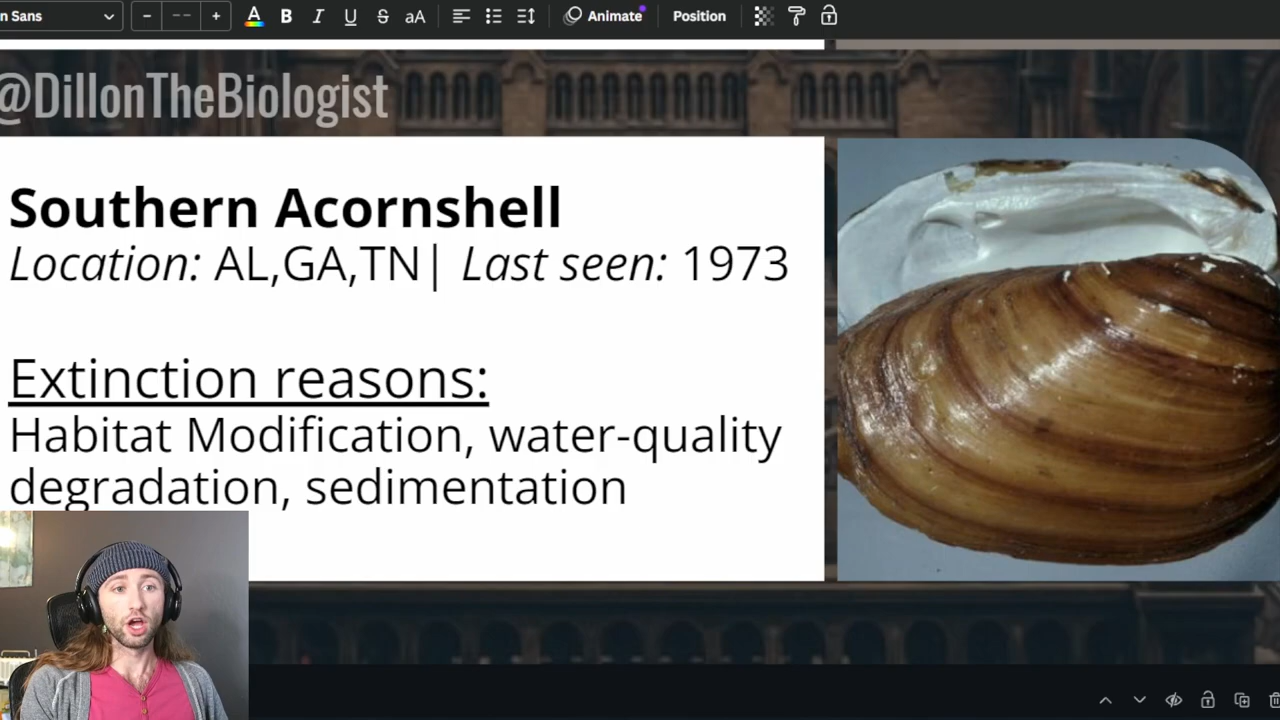 n Sans
B I U S aA
Animate
Position
@DillonTheBiologist
Southern Acornshell
Location: AL,GA,TN| Last seen: 1973
Extinction reasons:
Habitat Modification, water-quality
degradation, sedimentation